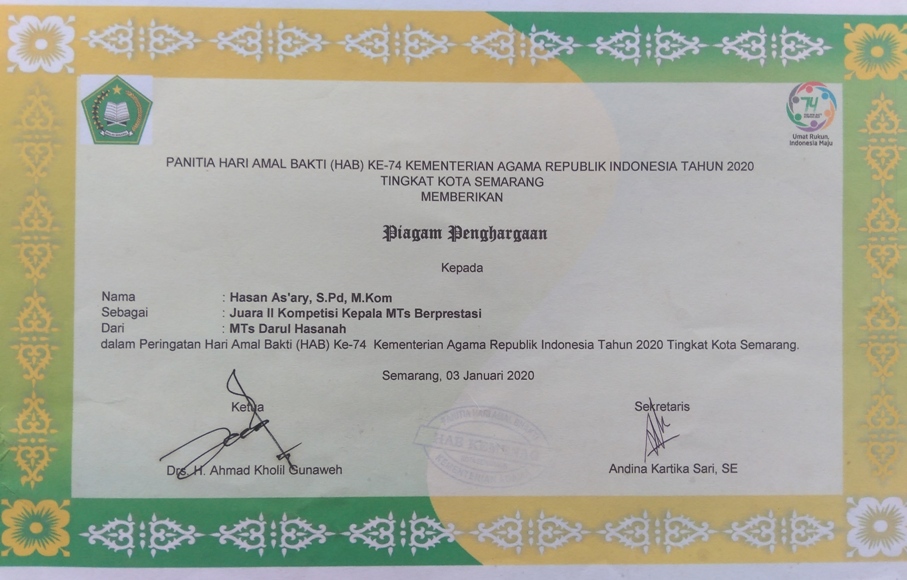 74
Umat Rukun,
Indonesia Maju
PANITIA HARI AMAL BAKTI (HAB) KE-74 KEMENTERIAN AGAMA REPUBLIK INDONESIA TAHUN 2020
TINGKAT KOTA SEMARANG
MEMBERIKAN
Piagam Penghargaan
Kepada
Nama : Hasan As'ary, S.Pd, M.Kom
Sebagai : Juara II Kompetisi Kepala MTs Berprestasi
Dari : MTs Darul Hasanah
dalam Peringatan Hari Amal Bakti (HAB) Ke-74 Kementerian Agama Republik Indonesia Tahun 2020 Tingkat Kota Semarang.
Semarang, 03 Januari 2020
Ketua
Sekretaris
Drs. H. Ahmad Kholil Gunaweh
Andina Kartika Sari, SE